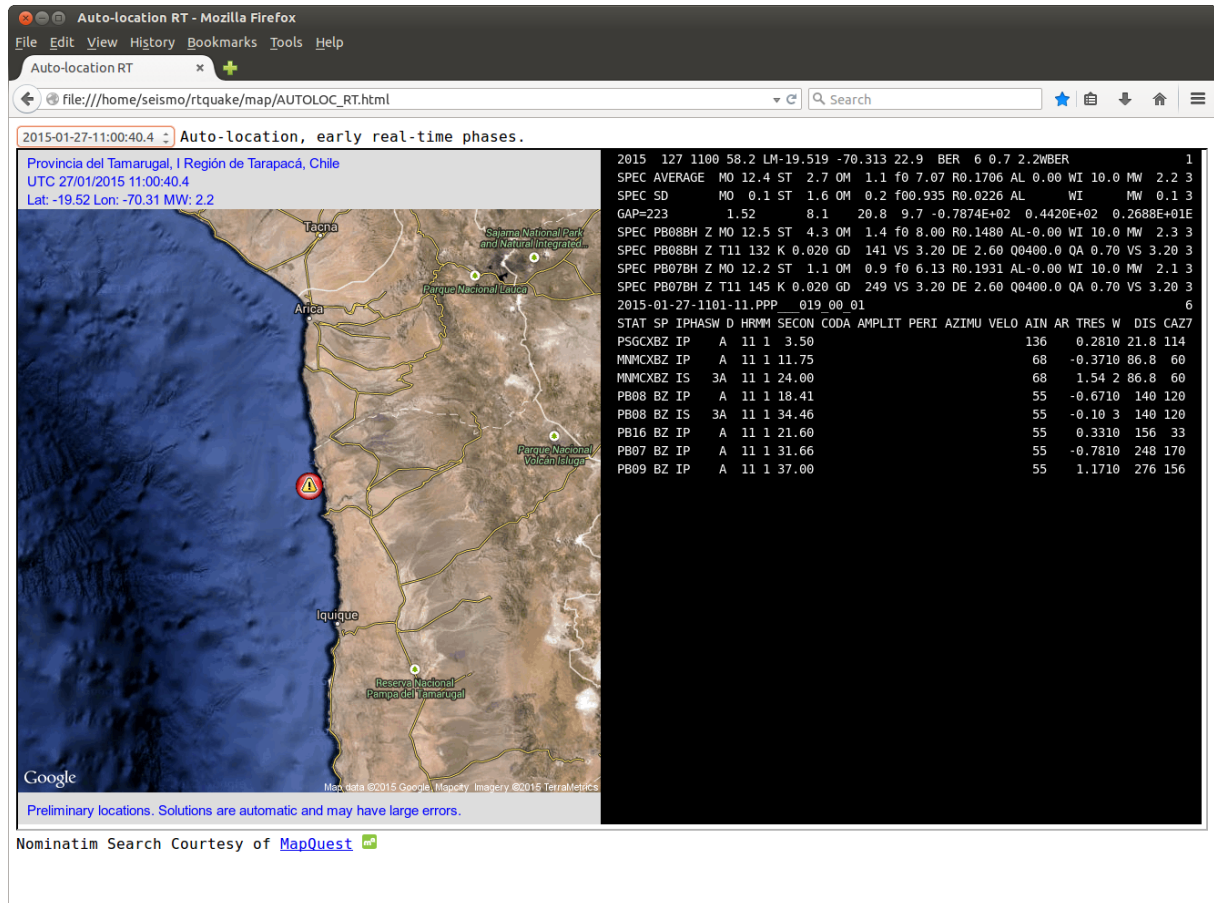 Auto-location RT - Mozilla Firefox
File Edit View History Bookmarks Tools Help
Auto-location RT ×
file:///home/seismo/rtquake/map/AUTOLOC_RT.html
Search
2015-01-27-11:00:40.4 Auto-location, early real-time phases.
Provincia del Tamarugal, I Región de Tarapacá, Chile
UTC 27/01/2015 11:00:40.4
Lat: -19.52 Lon: -70.31 MW: 2.2
Tacna
Sajama National Park
and Natural Integrated...
Parque Nacional Lauca
Arica
Parque Nacional
Volcán Isluga
Iquique
Reserva Nacional
Pampa del Tamarugal
Google
Map data ©2015 Google, Mapcity Imagery ©2015 TerraMetrics
Preliminary locations. Solutions are automatic and may have large errors.
2015  127 1100 58.2 LM-19.519 -70.313 22.9  BER  6 0.7 2.2WBER                1
SPEC AVERAGE  MO 12.4 ST  2.7 OM  1.1 f0 7.07 R0.1706 AL 0.00 WI 10.0 MW  2.2 3
SPEC SD       MO  0.1 ST  1.6 OM  0.2 f00.935 R0.0226 AL      WI      MW  0.1 3
GAP=223       1.52      8.1    20.8  9.7 -0.7874E+02  0.4420E+02  0.2688E+01E
SPEC PB08BH Z MO 12.5 ST  4.3 OM  1.4 f0 8.00 R0.1480 AL-0.00 WI 10.0 MW  2.3 3
SPEC PB08BH Z T11 132 K 0.020 GD   141 VS 3.20 DE 2.60 Q0400.0 QA 0.70 VS 3.20 3
SPEC PB07BH Z MO 12.2 ST  1.1 OM  0.9 f0 6.13 R0.1931 AL-0.00 WI 10.0 MW  2.1 3
SPEC PB07BH Z T11 145 K 0.020 GD   249 VS 3.20 DE 2.60 Q0400.0 QA 0.70 VS 3.20 3
2015-01-27-1101-11.PPP___019_00_01                                            6
STAT SP IPHASW D HRMM SECON CODA AMPLIT PERI AZIMU VELO AIN AR TRES W  DIS CAZ7
PSGCXBZ IP    A  11 1  3.50                             136    0.2810 21.8 114
MNMCXBZ IP    A  11 1 11.75                              68   -0.3710 86.8  60
MNMCXBZ IS   3A  11 1 24.00                              68    1.54 2 86.8  60
PB08 BZ IP    A  11 1 18.41                              55   -0.6710  140 120
PB08 BZ IS   3A  11 1 34.46                              55   -0.10 3  140 120
PB16 BZ IP    A  11 1 21.60                              55    0.3310  156  33
PB07 BZ IP    A  11 1 31.66                              55   -0.7810  248 170
PB09 BZ IP    A  11 1 37.00                              55    1.1710  276 156
Nominatim Search Courtesy of MapQuest